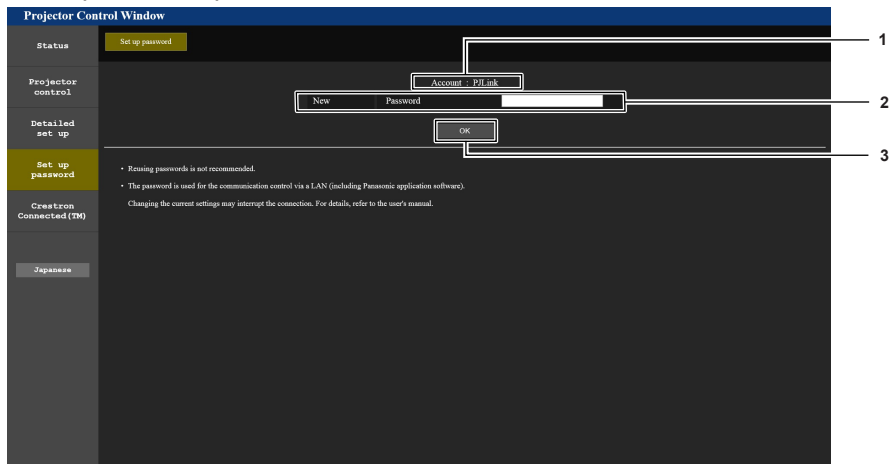 Projector Control Window
Status
Set up password
1
Projector
control
Account : PJLink
New Password
2
Detailed
set up
OK
3
Set up
password
• Reusing passwords is not recommended.
• The password is used for the communication control via a LAN (including Panasonic application software).
Changing the current settings may interrupt the connection. For details, refer to the user's manual.
Crestron
Connected(TM)
Japanese